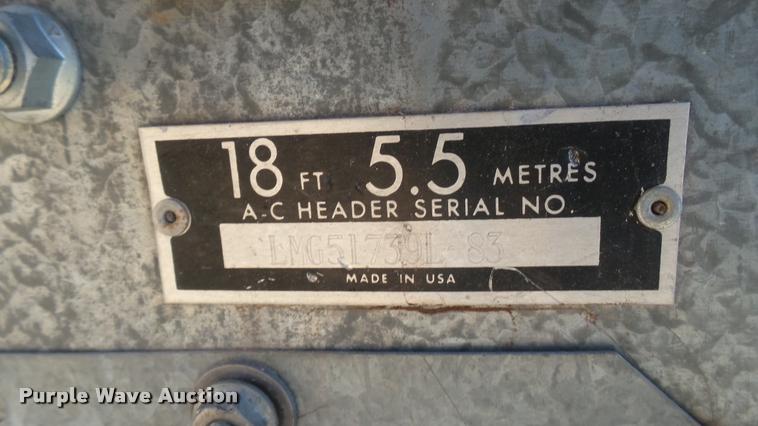 18 FT 5.5 METRES
A-C HEADER SERIAL NO.
LMG51739L-83
MADE IN USA
Purple Wave Auction